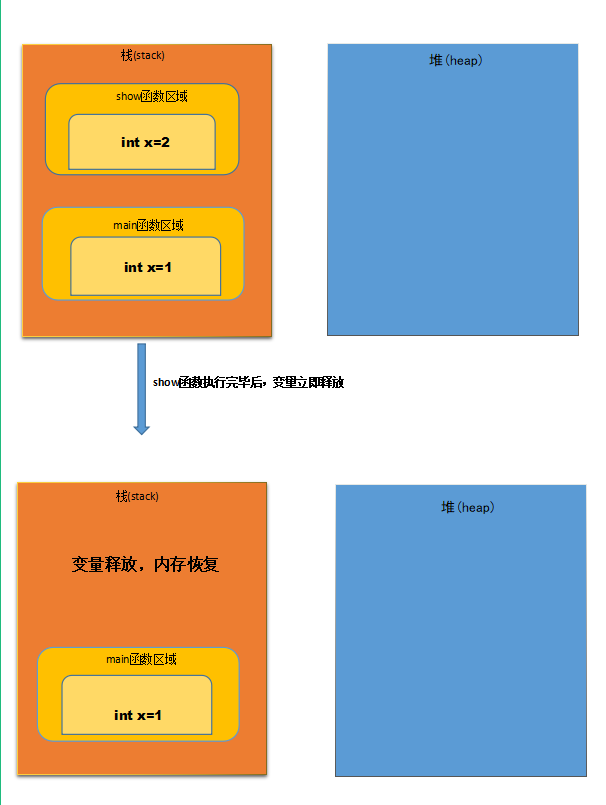 栈(stack)
堆(heap)
show函数区域
int x=2
main函数区域
int x=1
show函数执行完毕后，变量立即释放
栈(stack)
堆(heap)
变量释放，内存恢复
main函数区域
int x=1